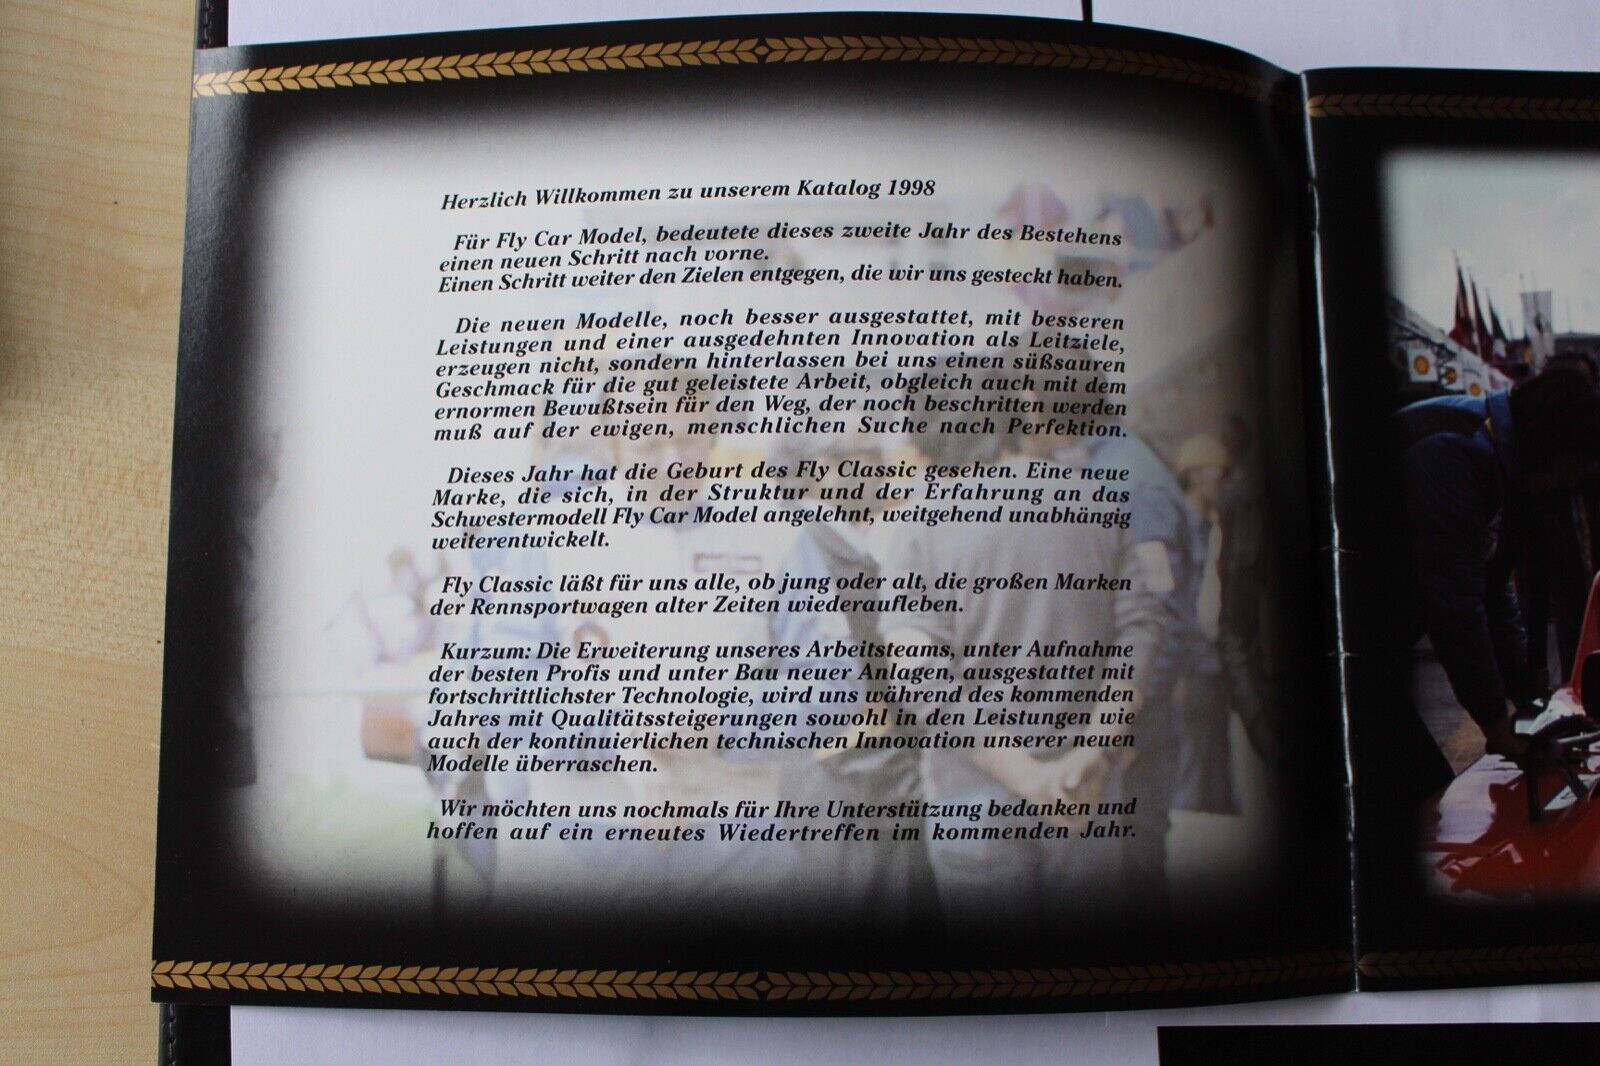 Herzlich Willkommen zu unserem Katalog 1998
Für Fly Car Model, bedeutete dieses zweite Jahr des Bestehens
einen neuen Schritt nach vorne.
Einen Schritt weiter den Zielen entgegen, die wir uns gesteckt haben.
Die neuen Modelle, noch besser ausgestattet, mit besseren
Leistungen und einer ausgedehnten Innovation als Leitziele,
erzeugen nicht, sondern hinterlassen bei uns einen süßsauren
Geschmack für die gut geleistete Arbeit, obgleich auch mit dem
ernormen Bewußtsein für den Weg, der noch beschritten werden
muß auf der ewigen, menschlichen Suche nach Perfektion.
Dieses Jahr hat die Geburt des Fly Classic gesehen. Eine neue
Marke, die sich, in der Struktur und der Erfahrung an das
Schwestermodell Fly Car Model angelehnt, weitgehend unabhängig
weiterentwickelt.
Fly Classic läßt für uns alle, ob jung oder alt, die großen Marken
der Rennsportwagen alter Zeiten wiederaufleben.
Kurzum: Die Erweiterung unseres Arbeitsteams, unter Aufnahme
der besten Profis und unter Bau neuer Anlagen, ausgestattet mit
fortschrittlichster Technologie, wird uns während des kommenden
Jahres mit Qualitätssteigerungen sowohl in den Leistungen wie
auch der kontinuierlichen technischen Innovation unserer neuen
Modelle überraschen.
Wir möchten uns nochmals für Ihre Unterstützung bedanken und
hoffen auf ein erneutes Wiedertreffen im kommenden Jahr.